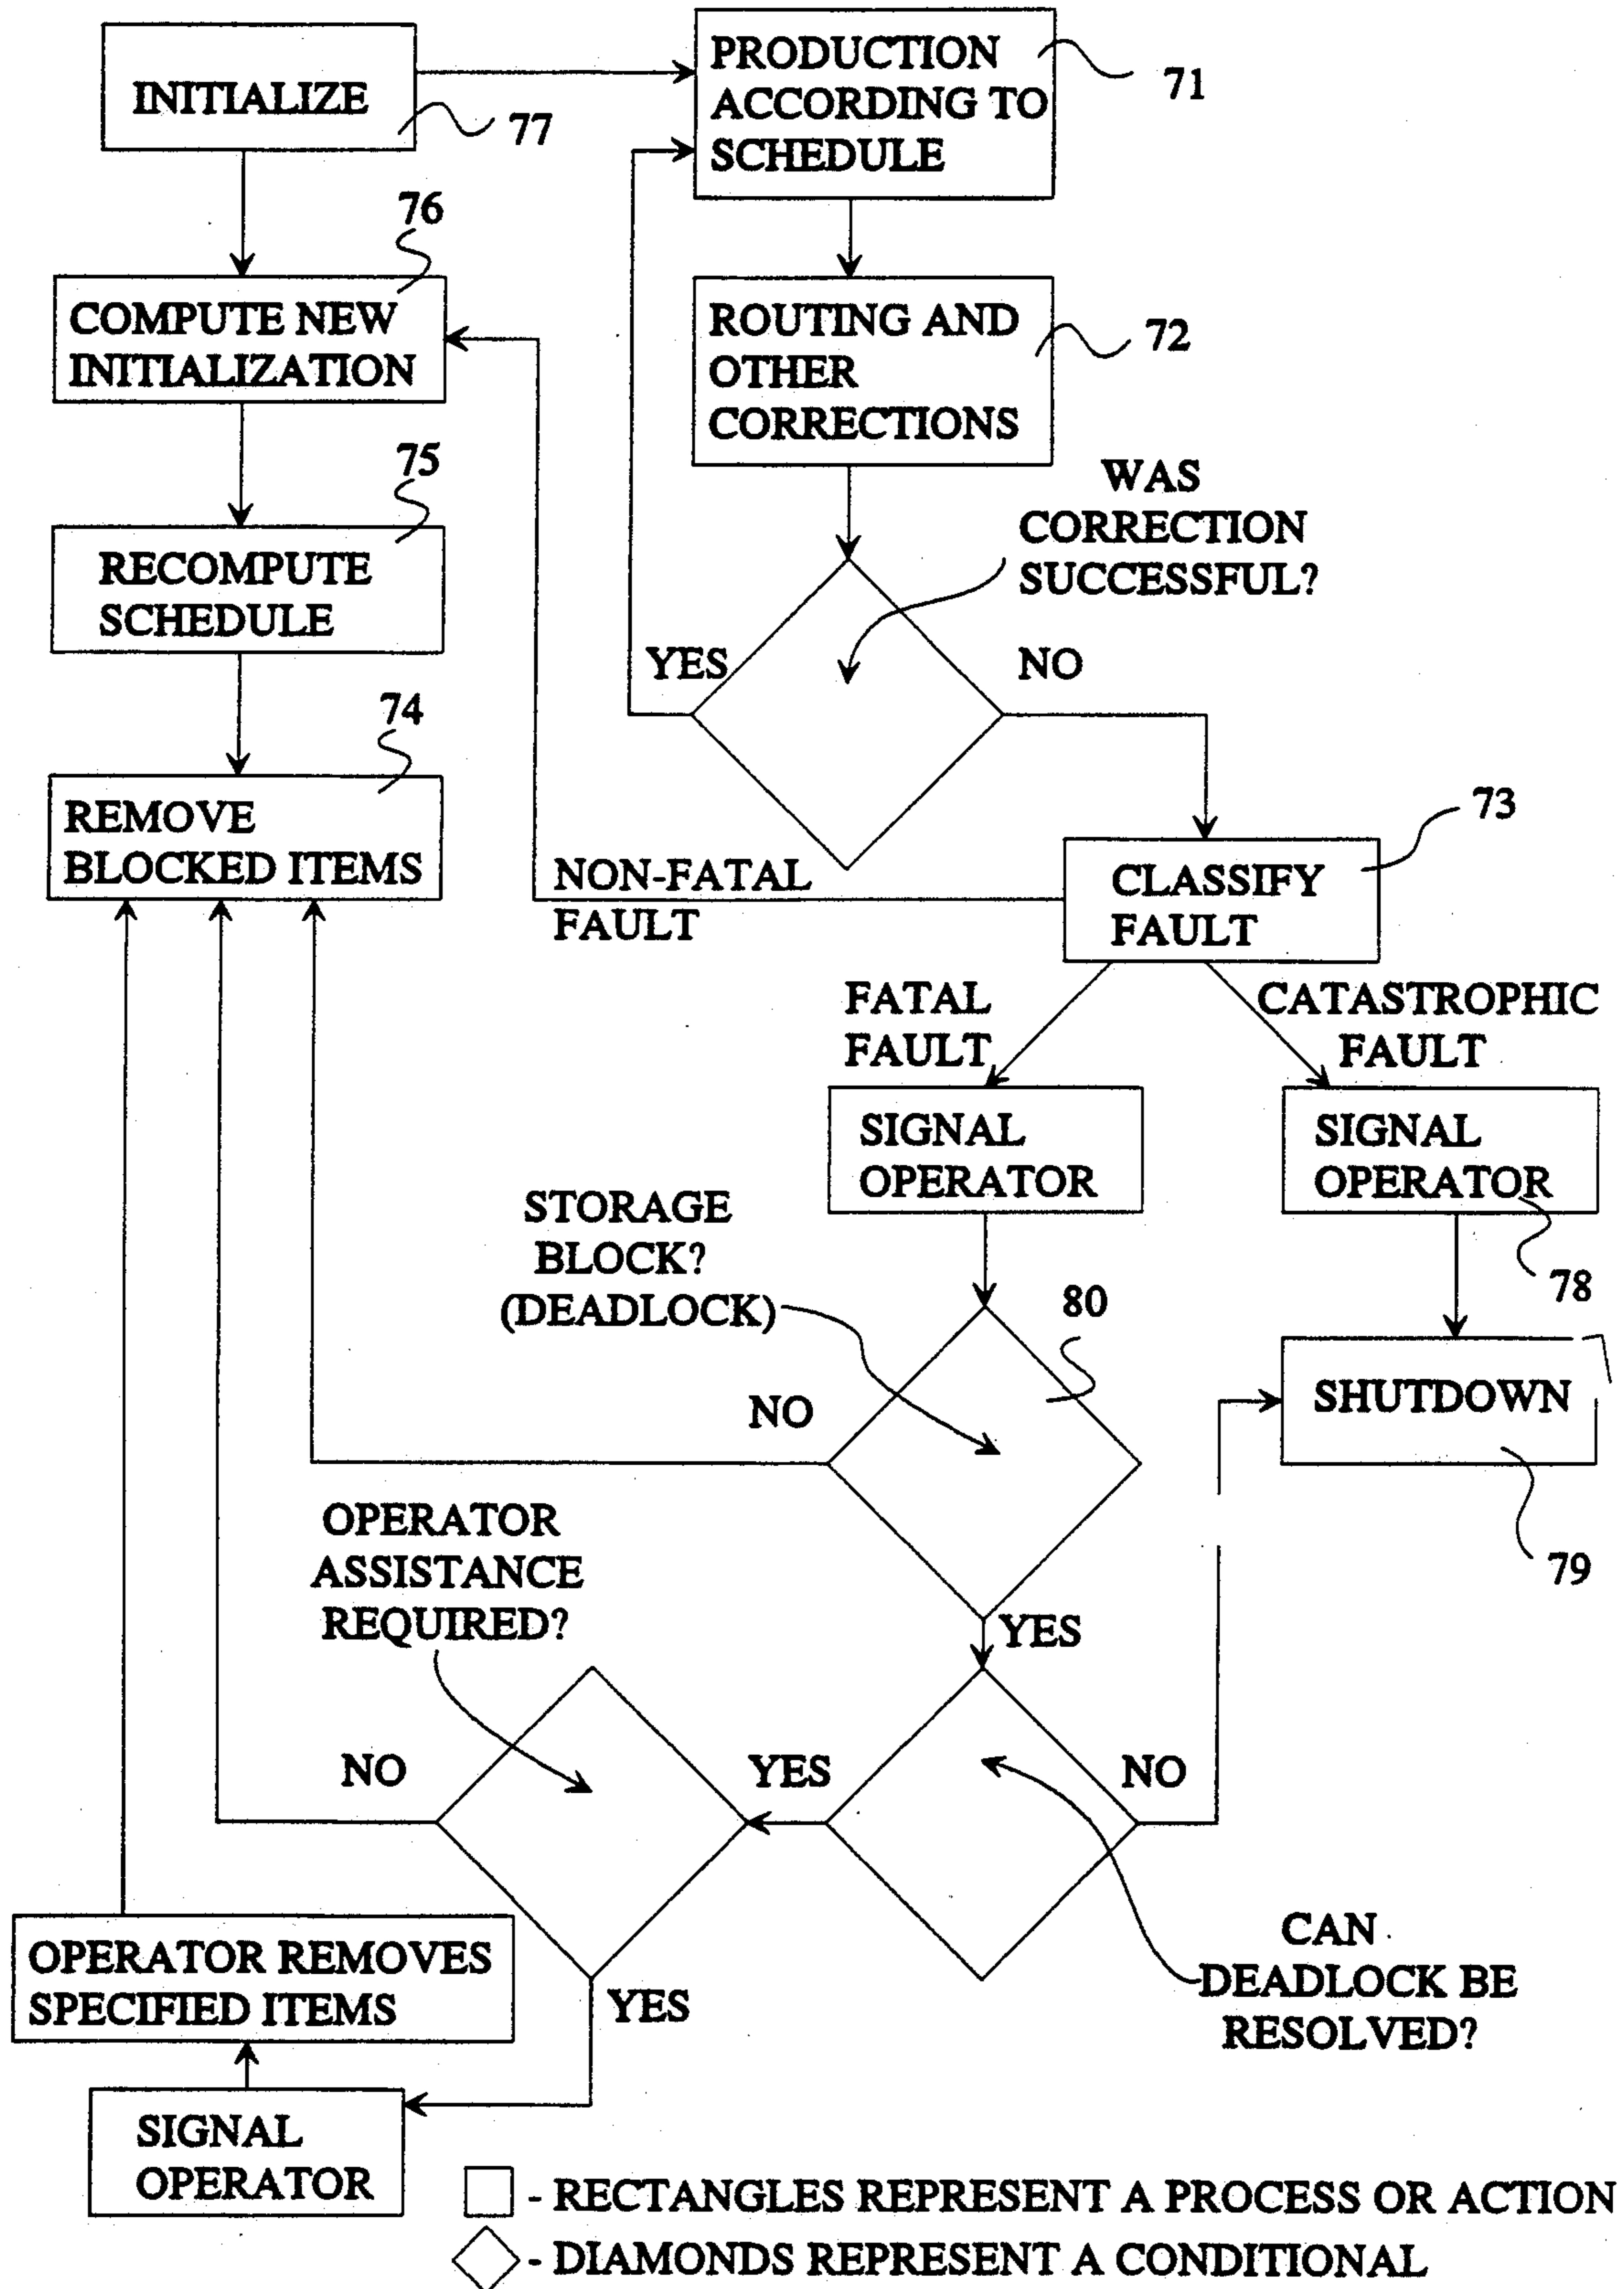 INITIALIZE
77
PRODUCTION
ACCORDING TO
SCHEDULE
71
76
COMPUTE NEW
INITIALIZATION
ROUTING AND
OTHER
CORRECTIONS
72
75
RECOMPUTE
SCHEDULE
WAS
CORRECTION
SUCCESSFUL?
YES
NO
74
REMOVE
BLOCKED ITEMS
73
CLASSIFY
FAULT
NON-FATAL
FAULT
FATAL
FAULT
CATASTROPHIC
FAULT
SIGNAL
OPERATOR
SIGNAL
OPERATOR
78
STORAGE
BLOCK?
(DEADLOCK)
80
NO
SHUTDOWN
79
OPERATOR
ASSISTANCE
REQUIRED?
YES
NO
YES
NO
CAN
DEADLOCK BE
RESOLVED?
OPERATOR REMOVES
SPECIFIED ITEMS
YES
SIGNAL
OPERATOR
- RECTANGLES REPRESENT A PROCESS OR ACTION
- DIAMONDS REPRESENT A CONDITIONAL